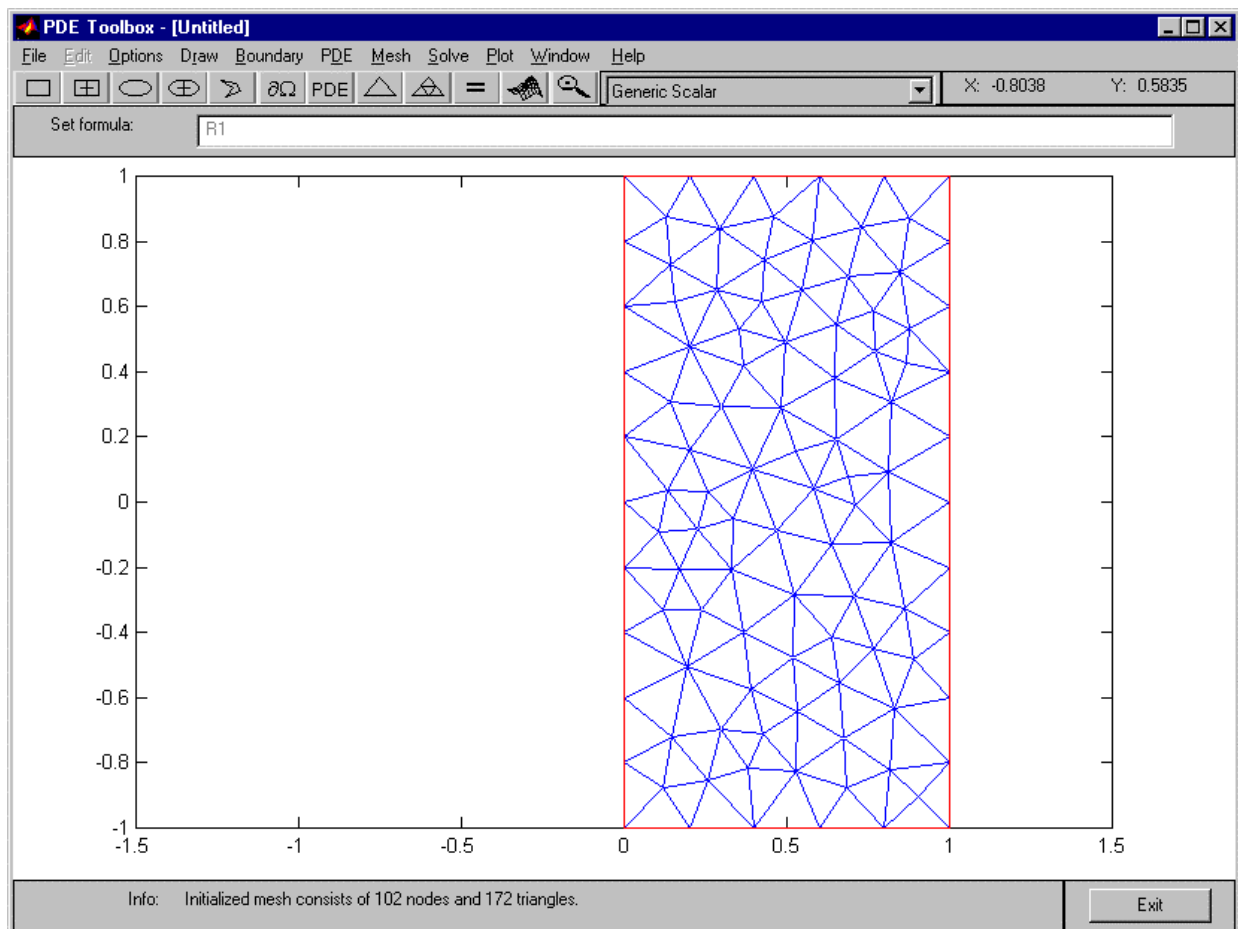 PDE Toolbox - [Untitled]
File Edit Options Draw Boundary PDE Mesh Solve Plot Window Help
∂Ω PDE = Generic Scalar X: -0.8038 Y: 0.5835
Set formula: R1
1
0.8
0.6
0.4
0.2
0
-0.2
-0.4
-0.6
-0.8
-1
-1.5 -1 -0.5 0 0.5 1 1.5
Info: Initialized mesh consists of 102 nodes and 172 triangles.
Exit